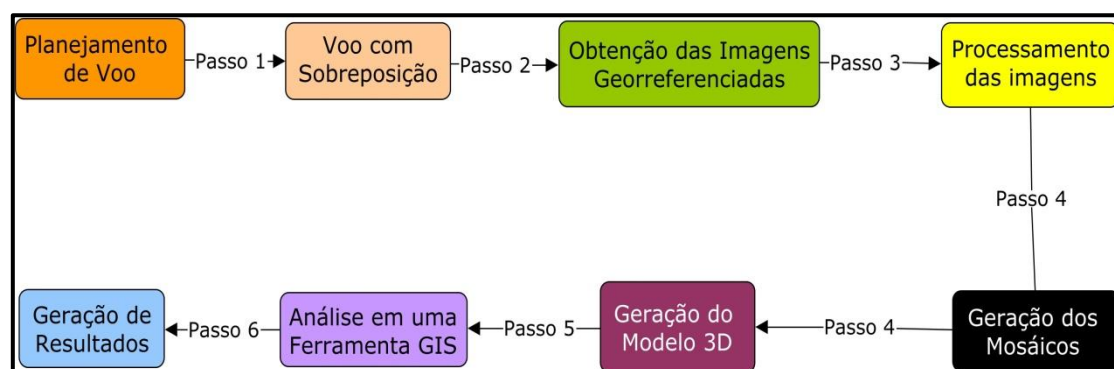 Planejamento
de Voo
Passo 1
Voo com
Sobreposição
Passo 2
Obtenção das Imagens
Georreferenciadas
Passo 3
Processamento
das imagens
Passo 4
Geração dos
Mosáicos
Passo 4
Geração do
Modelo 3D
Passo 5
Análise em uma
Ferramenta GIS
Passo 6
Geração de
Resultados